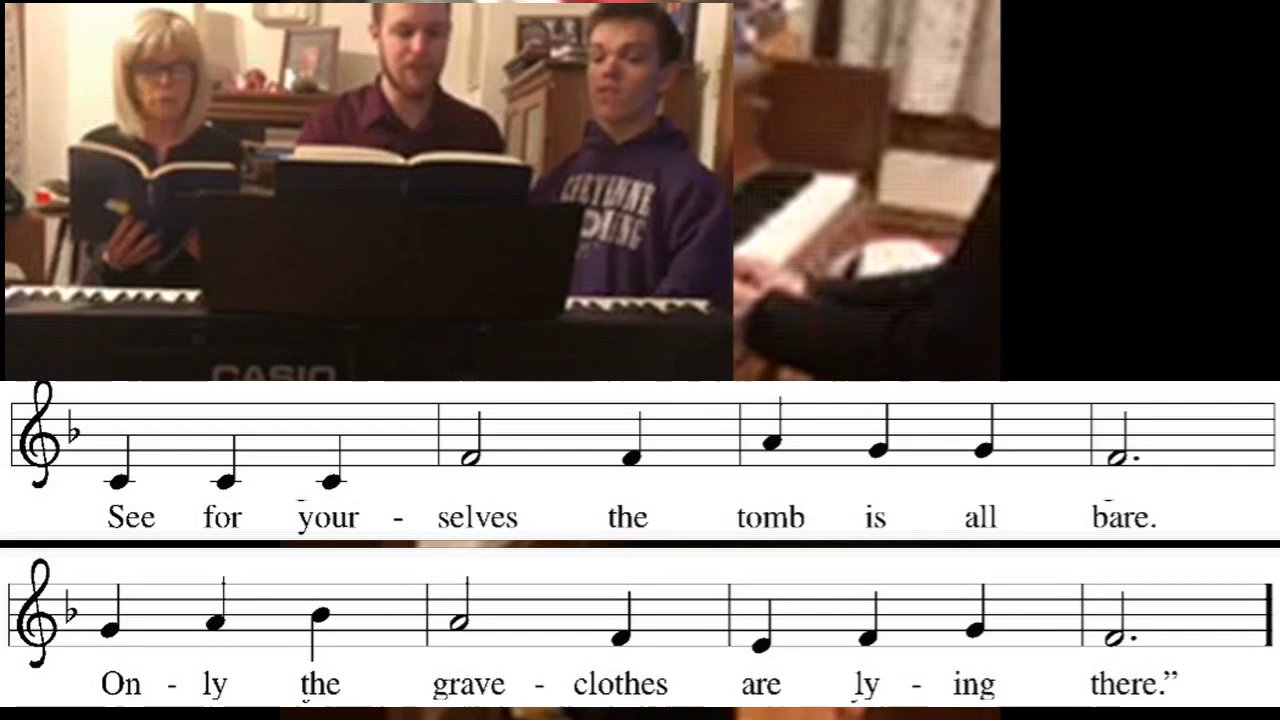 CASIO
See for your - selves the tomb is all bare.
On - ly the grave - clothes are ly - ing there.”